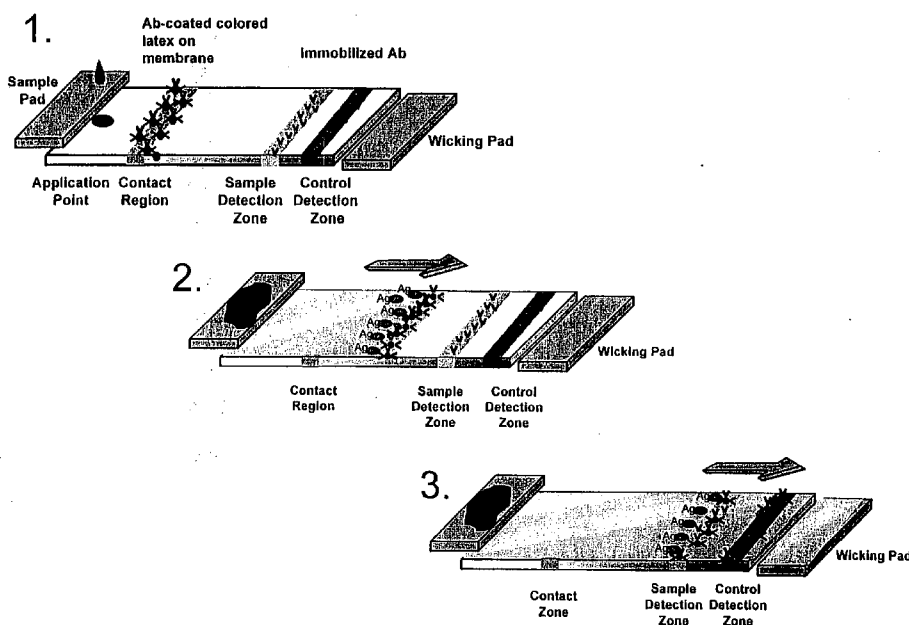 1.
Ab-coated colored
latex on
membrane
Immobilized Ab
Sample
Pad
Wicking Pad
Application
Point
Contact
Region
Sample
Detection
Zone
Control
Detection
Zone
2.
Ag
Ag
Ag
Ag
Ag
Wicking Pad
Contact
Region
Sample
Detection
Zone
Control
Detection
Zone
3.
Ag
Ag
Ag
Ag
Ag
Wicking Pad
Contact
Zone
Sample
Detection
Zone
Control
Detection
Zone